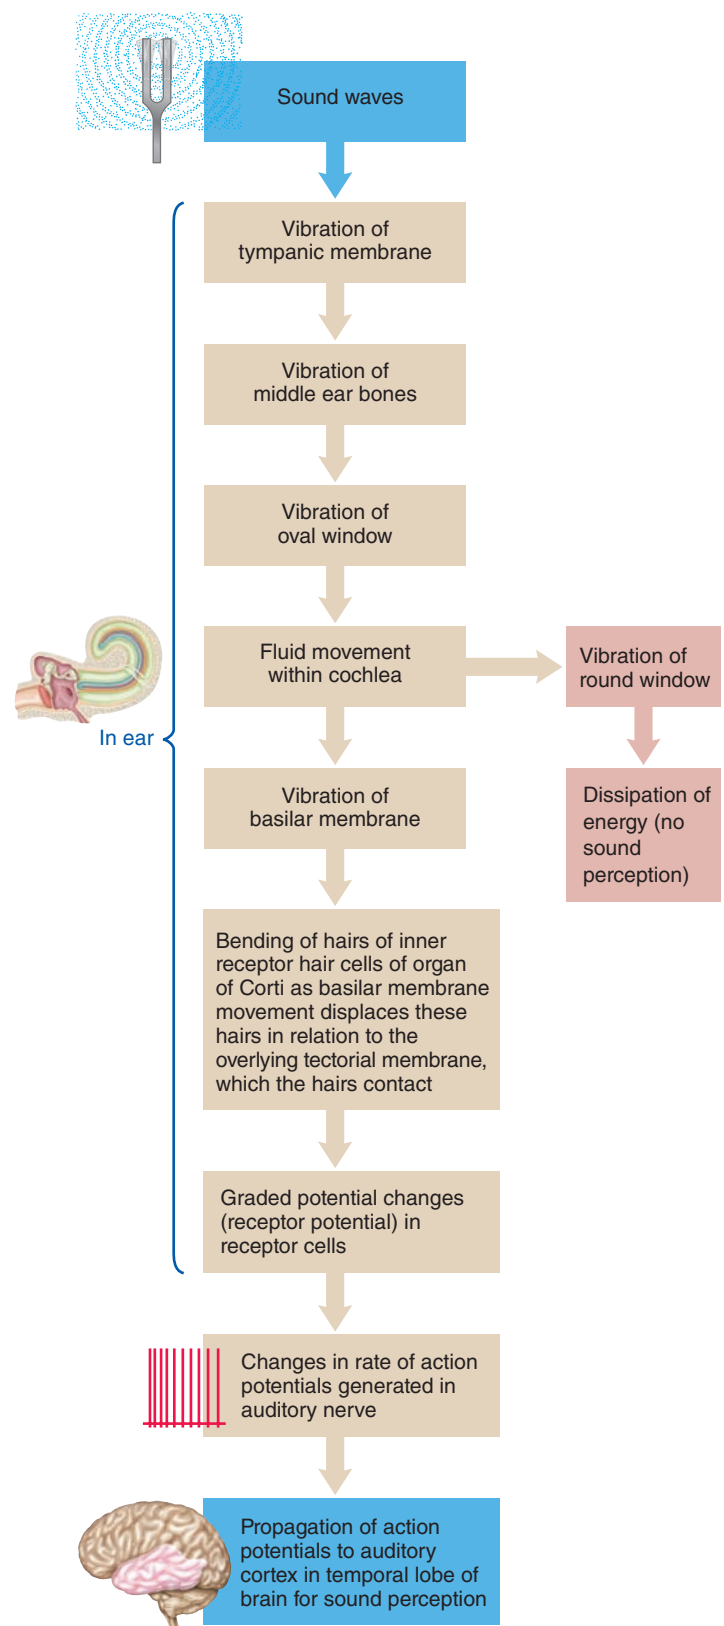 Sound waves
Vibration of
tympanic membrane
Vibration of
middle ear bones
Vibration of
oval window
Fluid movement
within cochlea
Vibration of
round window
In ear
Vibration of
basilar membrane
Dissipation of
energy (no
sound
perception)
Bending of hairs of inner
receptor hair cells of organ
of Corti as basilar membrane
movement displaces these
hairs in relation to the
overlying tectorial membrane,
which the hairs contact
Graded potential changes
(receptor potential) in
receptor cells
Changes in rate of action
potentials generated in
auditory nerve
Propagation of action
potentials to auditory
cortex in temporal lobe of
brain for sound perception